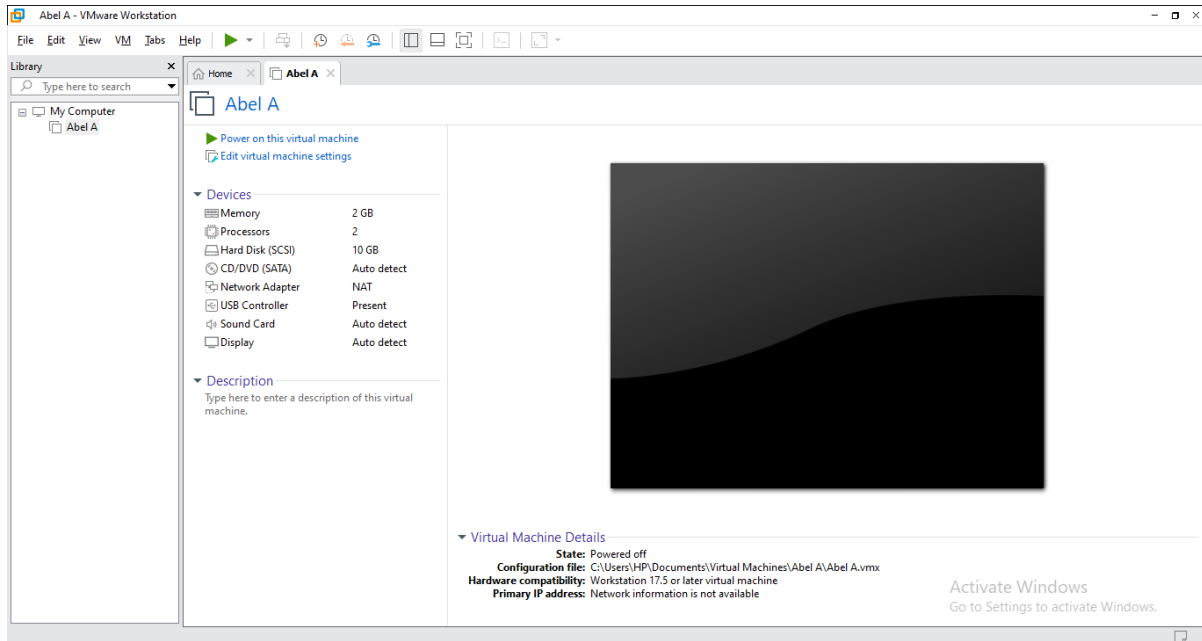 Abel A - VMware Workstation
File Edit View VM Tabs Help
Library
Type here to search
My Computer
Abel A
Home
Abel A
Abel A
Power on this virtual machine
Edit virtual machine settings
Devices
Memory 2 GB
Processors 2
Hard Disk (SCSI) 10 GB
CD/DVD (SATA) Auto detect
Network Adapter NAT
USB Controller Present
Sound Card Auto detect
Display Auto detect
Description
Type here to enter a description of this virtual
machine.
Virtual Machine Details
State: Powered off
Configuration file: C:\Users\HP\Documents\Virtual Machines\Abel A\Abel A.vmx
Hardware compatibility: Workstation 17.5 or later virtual machine
Primary IP address: Network information is not available
Activate Windows
Go to Settings to activate Windows.